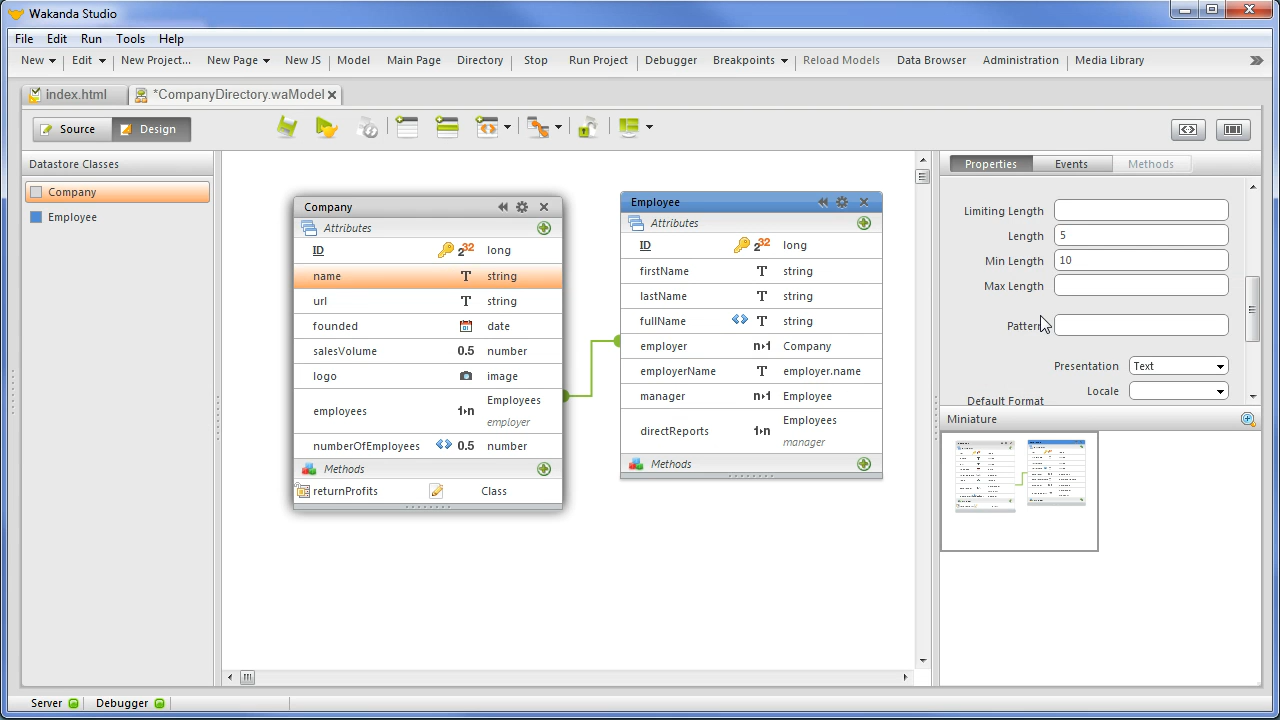 Wakanda Studio
File Edit Run Tools Help
New Edit New Project... New Page New JS Model Main Page Directory Stop Run Project Debugger Breakpoints Reload Models Data Browser Administration Media Library
index.html *CompanyDirectory.waModel
Source Design
Datastore Classes
Company
Employee
Company
Attributes
ID 2³² long
name T string
url T string
founded date
salesVolume 0.5 number
logo image
employees 1▸n Employees
employer
numberOfEmployees 0.5 number
Methods
returnProfits Class
Employee
Attributes
ID 2³² long
firstName T string
lastName T string
fullName T string
employer n▸1 Company
employerName T employer.name
manager n▸1 Employee
directReports 1▸n Employees
manager
Methods
Properties Events Methods
Limiting Length
Length 5
Min Length 10
Max Length
Pattern
Presentation Text
Locale
Default Format
Miniature
Server Debugger